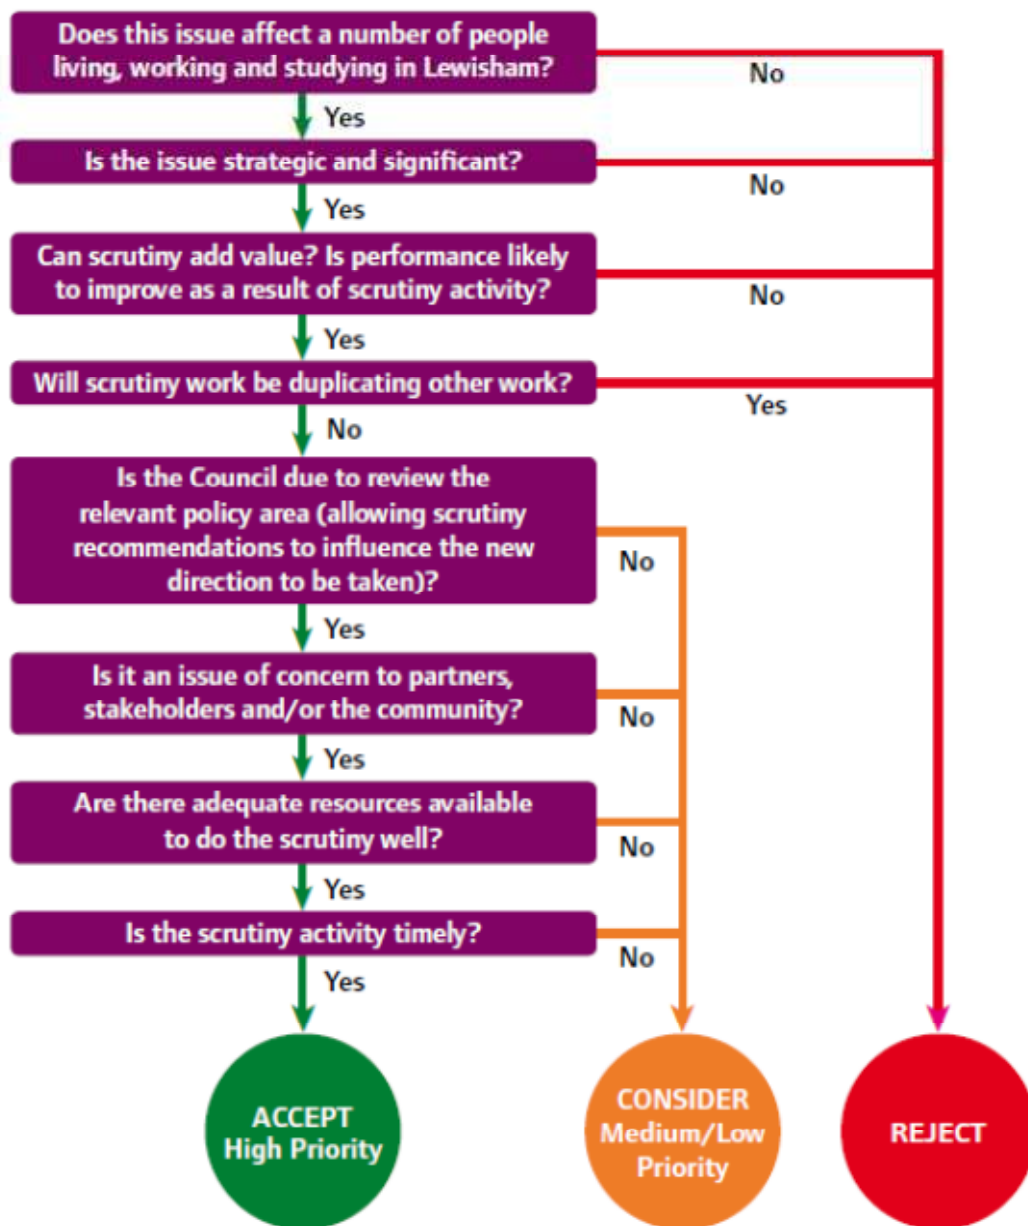 Does this issue affect a number of people
living, working and studying in Lewisham?
No
Yes
Is the issue strategic and significant?
No
Yes
Can scrutiny add value? Is performance likely
to improve as a result of scrutiny activity?
No
Yes
Will scrutiny work be duplicating other work?
Yes
No
Is the Council due to review the
relevant policy area (allowing scrutiny
recommendations to influence the new
direction to be taken)?
No
Yes
Is it an issue of concern to partners,
stakeholders and/or the community?
No
Yes
Are there adequate resources available
to do the scrutiny well?
No
Yes
Is the scrutiny activity timely?
No
Yes
ACCEPT
High Priority
CONSIDER
Medium/Low
Priority
REJECT